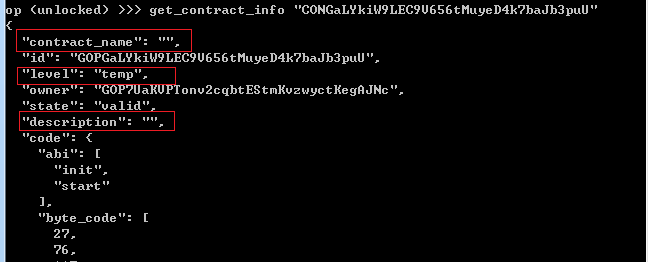 op (unlocked) >>> get_contract_info "CONGaLYkiW9LEC9V656tMuyeD4k7baJb3puU"
{
"contract_name": "",
"id": "GOPGaLYkiW9LEC9V656tMuyeD4k7baJb3puU",
"level": "temp",
"owner": "GOP7UaKVPTonv2cqbtEStmKvzwyctKegAJNc",
"state": "valid",
"description": "",
"code": {
"abi": [
"init",
"start"
],
"byte_code": [
27,
76,